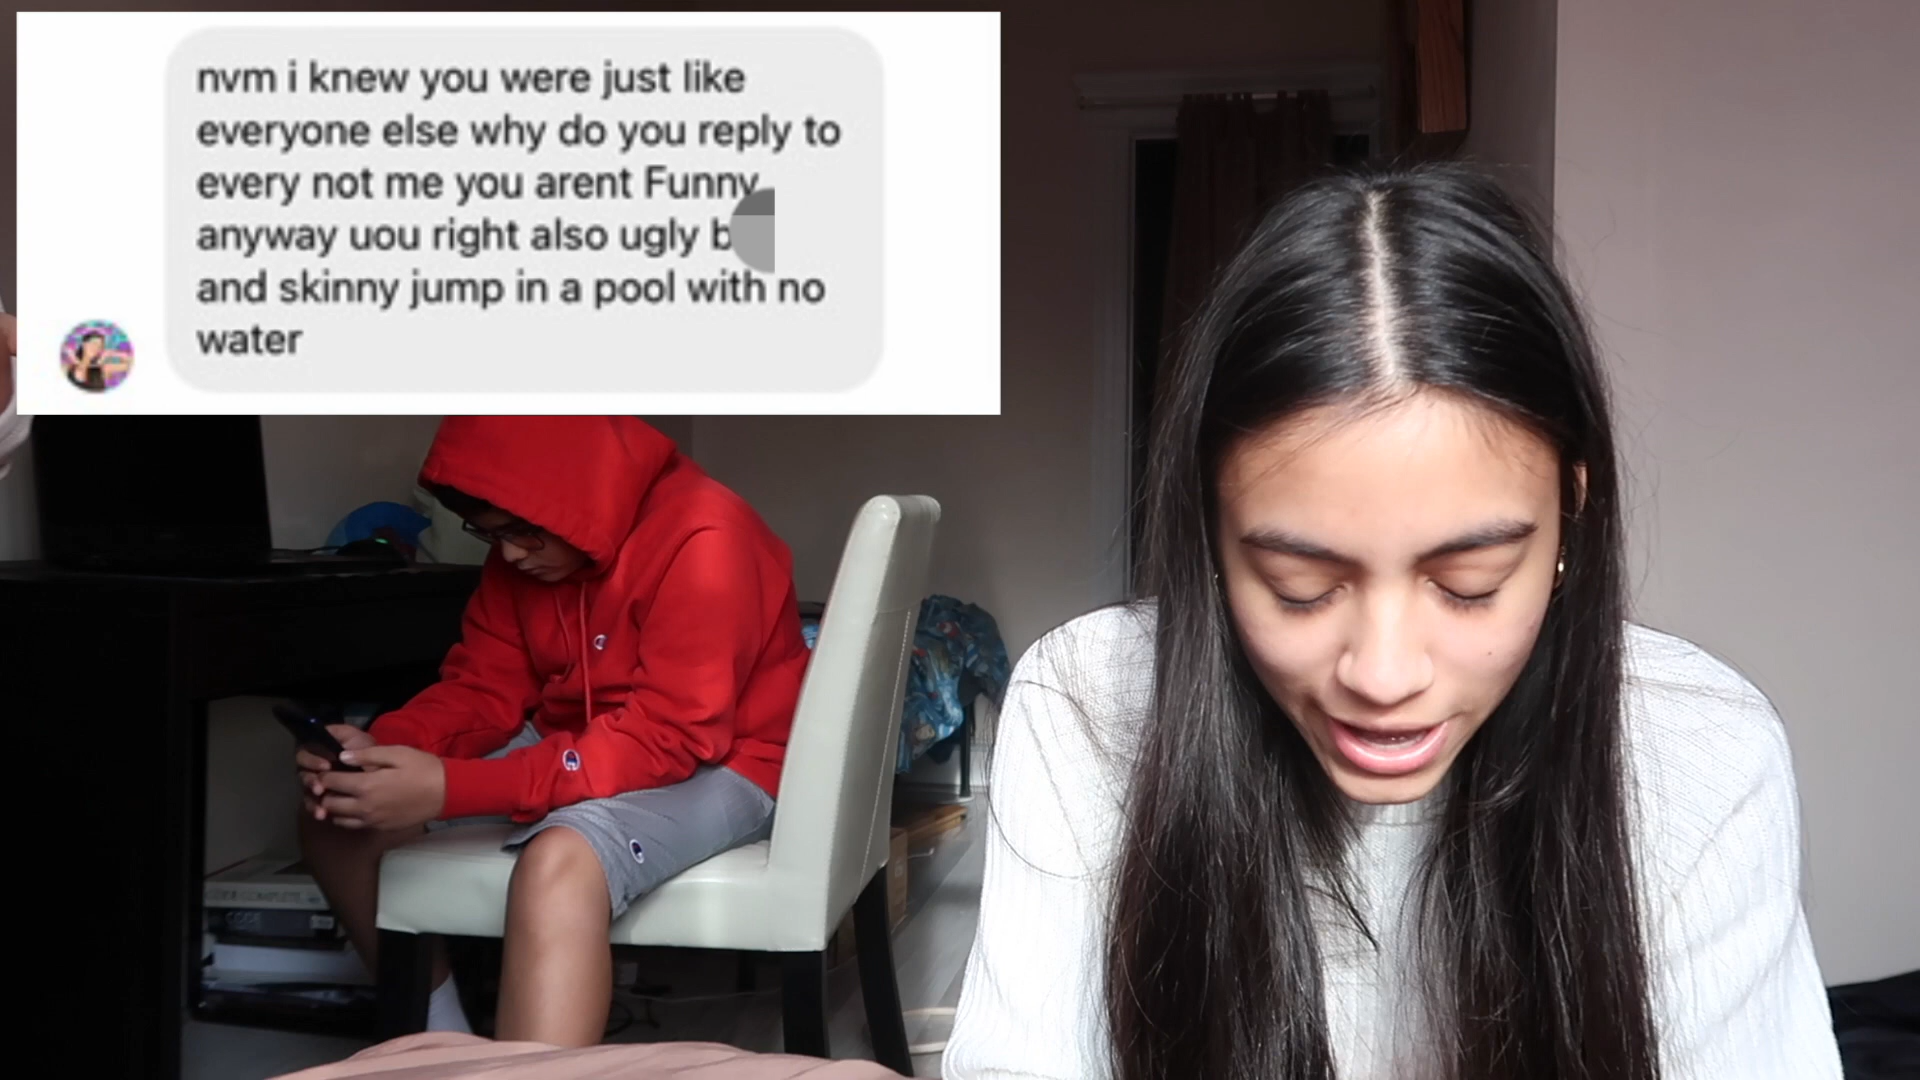 nvm i knew you were just like
everyone else why do you reply to
every not me you arent Funny
anyway uou right also ugly b
and skinny jump in a pool with no
water